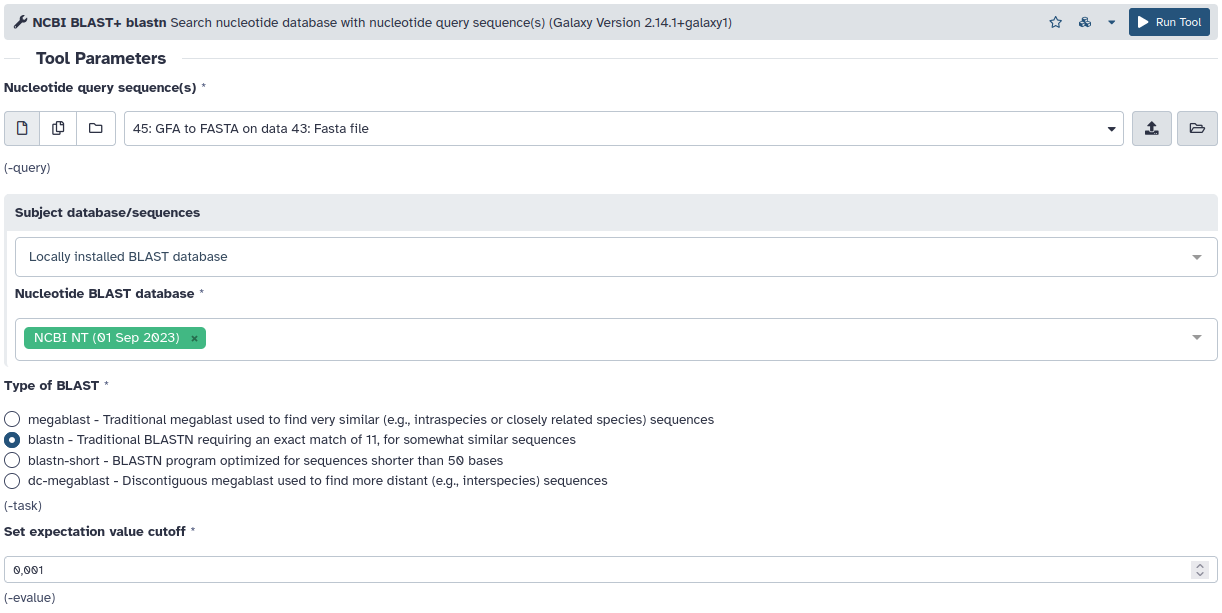 NCBI BLAST+ blastn Search nucleotide database with nucleotide query sequence(s) (Galaxy Version 2.14.1+galaxy1)
Run Tool
Tool Parameters
Nucleotide query sequence(s) *
45: GFA to FASTA on data 43: Fasta file
(-query)
Subject database/sequences
Locally installed BLAST database
Nucleotide BLAST database *
NCBI NT (01 Sep 2023) ×
Type of BLAST *
megablast - Traditional megablast used to find very similar (e.g., intraspecies or closely related species) sequences
blastn - Traditional BLASTN requiring an exact match of 11, for somewhat similar sequences
blastn-short - BLASTN program optimized for sequences shorter than 50 bases
dc-megablast - Discontiguous megablast used to find more distant (e.g., interspecies) sequences
(-task)
Set expectation value cutoff *
0,001
(-evalue)